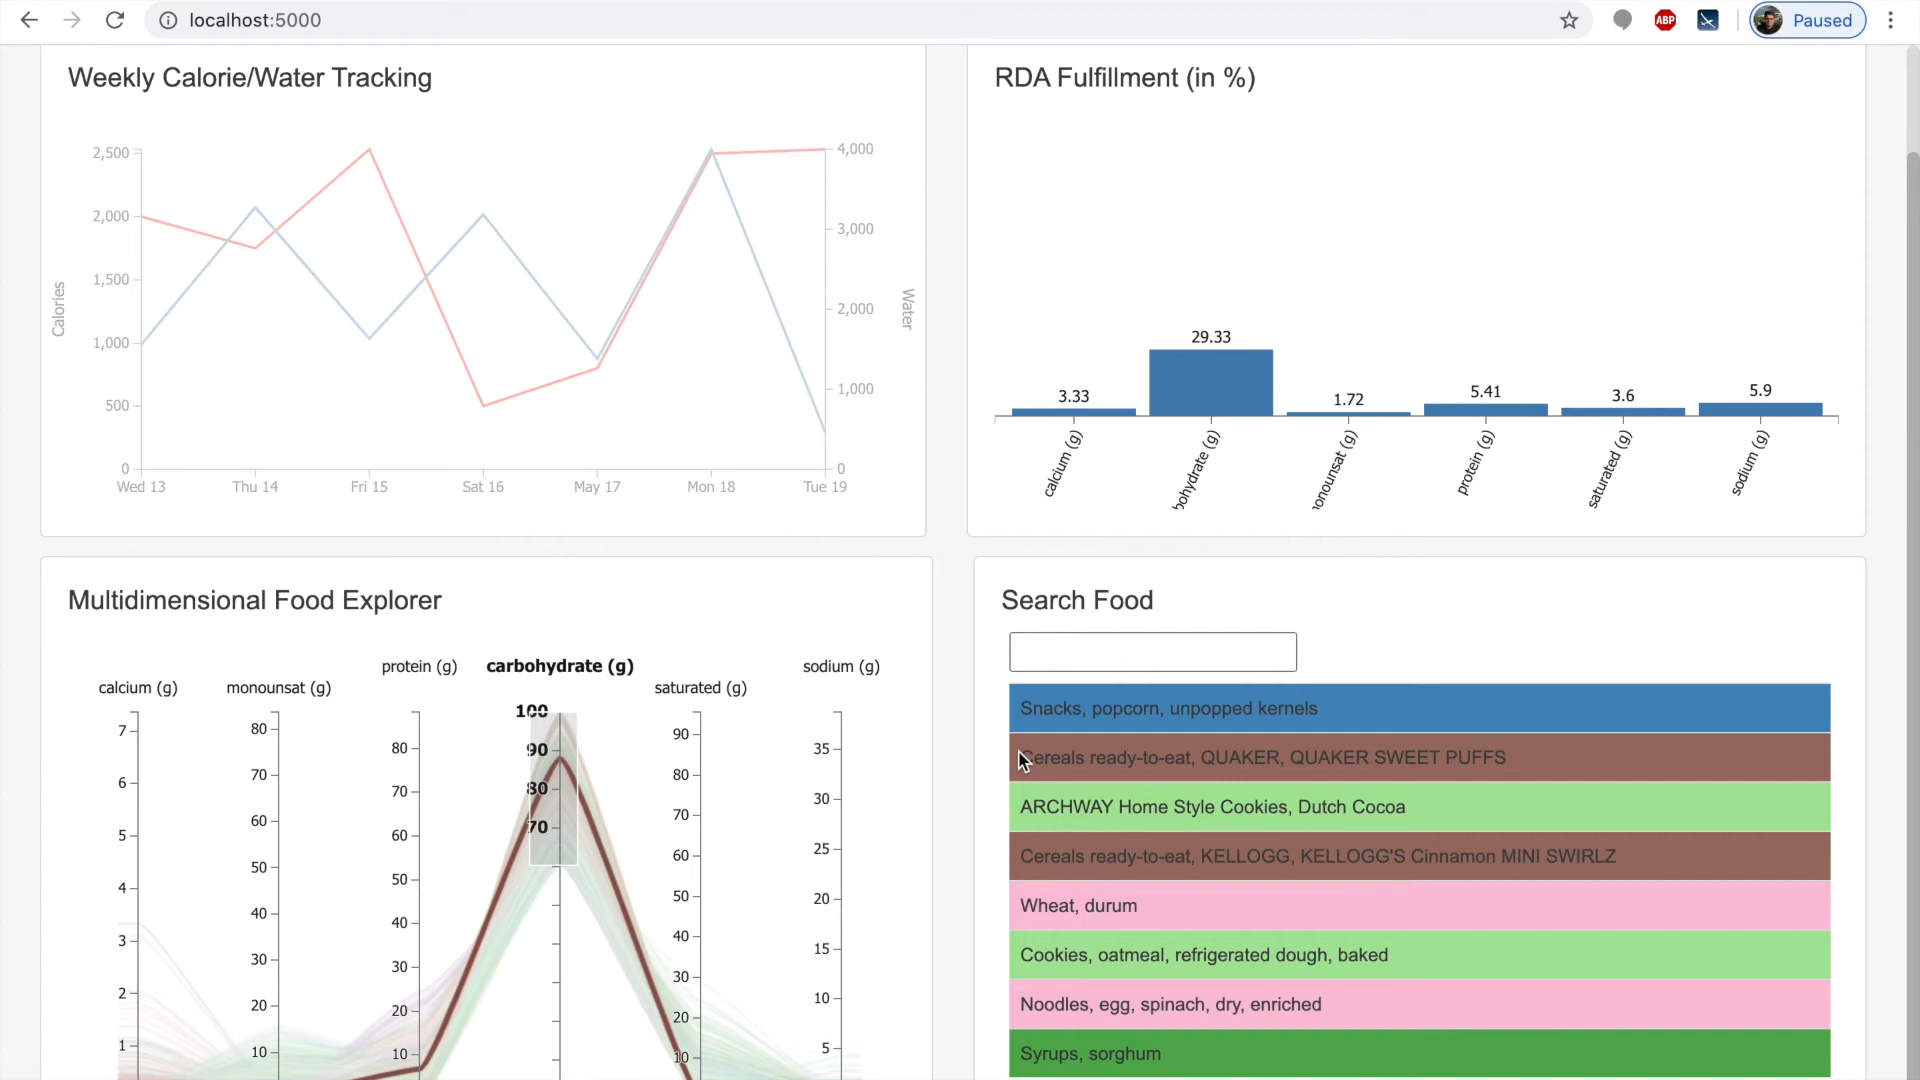 localhost:5000
ABP
Paused
Weekly Calorie/Water Tracking
2,500
2,000
1,500
1,000
500
0
Calories
4,000
3,000
2,000
1,000
0
Water
Wed 13 Thu 14 Fri 15 Sat 16 May 17 Mon 18 Tue 19
RDA Fulfillment (in %)
3.33 29.33 1.72 5.41 3.6 5.9
calcium (g) bohydrate (g) onounsat (g) protein (g) saturated (g) sodium (g)
Multidimensional Food Explorer
calcium (g) monounsat (g) protein (g) carbohydrate (g) saturated (g) sodium (g)
7
6
5
4
3
2
1
80
70
60
50
40
30
20
10
80
70
60
50
40
30
20
10
100
90
80
70
90
80
70
60
50
40
30
20
10
35
30
25
20
15
10
5
Search Food
Snacks, popcorn, unpopped kernels
Cereals ready-to-eat, QUAKER, QUAKER SWEET PUFFS
ARCHWAY Home Style Cookies, Dutch Cocoa
Cereals ready-to-eat, KELLOGG, KELLOGG'S Cinnamon MINI SWIRLZ
Wheat, durum
Cookies, oatmeal, refrigerated dough, baked
Noodles, egg, spinach, dry, enriched
Syrups, sorghum